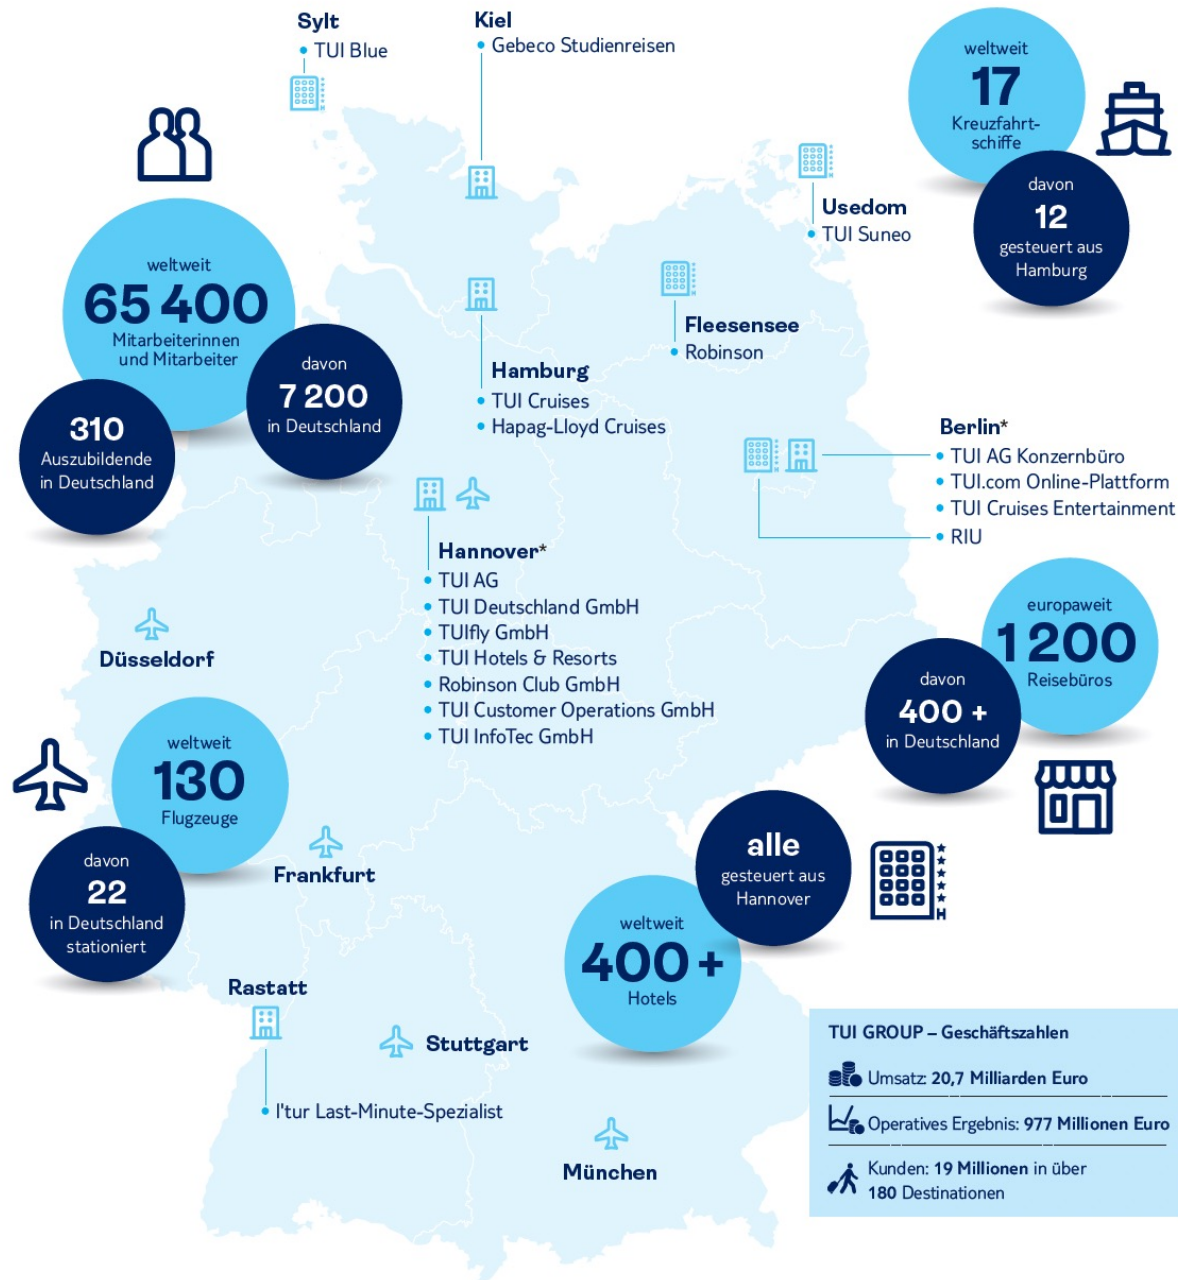 Sylt
TUI Blue
Kiel
Gebeco Studienreisen
weltweit
17
Kreuzfahrt-
schiffe
davon
12
gesteuert aus
Hamburg
Usedom
TUI Suneo
weltweit
65 400
Mitarbeiterinnen
und Mitarbeiter
davon
7 200
in Deutschland
310
Auszubildende
in Deutschland
Fleesensee
Robinson
Hamburg
TUI Cruises
Hapag-Lloyd Cruises
Berlin*
TUI AG Konzernbüro
TUI.com Online-Plattform
TUI Cruises Entertainment
RIU
Hannover*
TUI AG
TUI Deutschland GmbH
TUIfly GmbH
TUI Hotels & Resorts
Robinson Club GmbH
TUI Customer Operations GmbH
TUI InfoTec GmbH
europaweit
1 200
Reisebüros
davon
400 +
in Deutschland
Düsseldorf
weltweit
130
Flugzeuge
davon
22
in Deutschland
stationiert
Frankfurt
alle
gesteuert aus
Hannover
H
weltweit
400 +
Hotels
Rastatt
I'tur Last-Minute-Spezialist
Stuttgart
München
TUI GROUP – Geschäftszahlen
Umsatz: 20,7 Milliarden Euro
Operatives Ergebnis: 977 Millionen Euro
Kunden: 19 Millionen in über
180 Destinationen